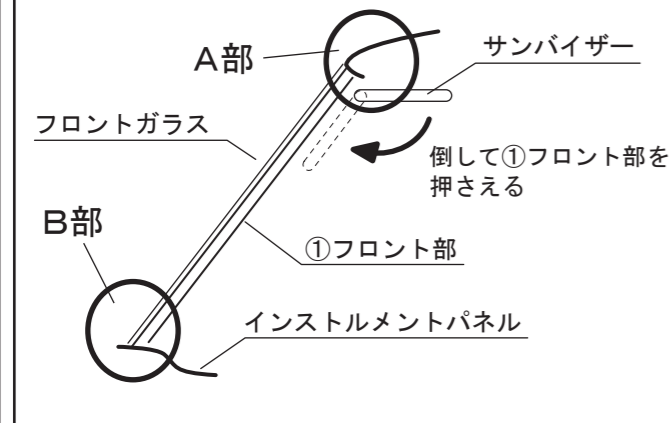 A部
サンバイザー
フロントガラス
倒して①フロント部を
押さえる
B部
①フロント部
インストルメントパネル